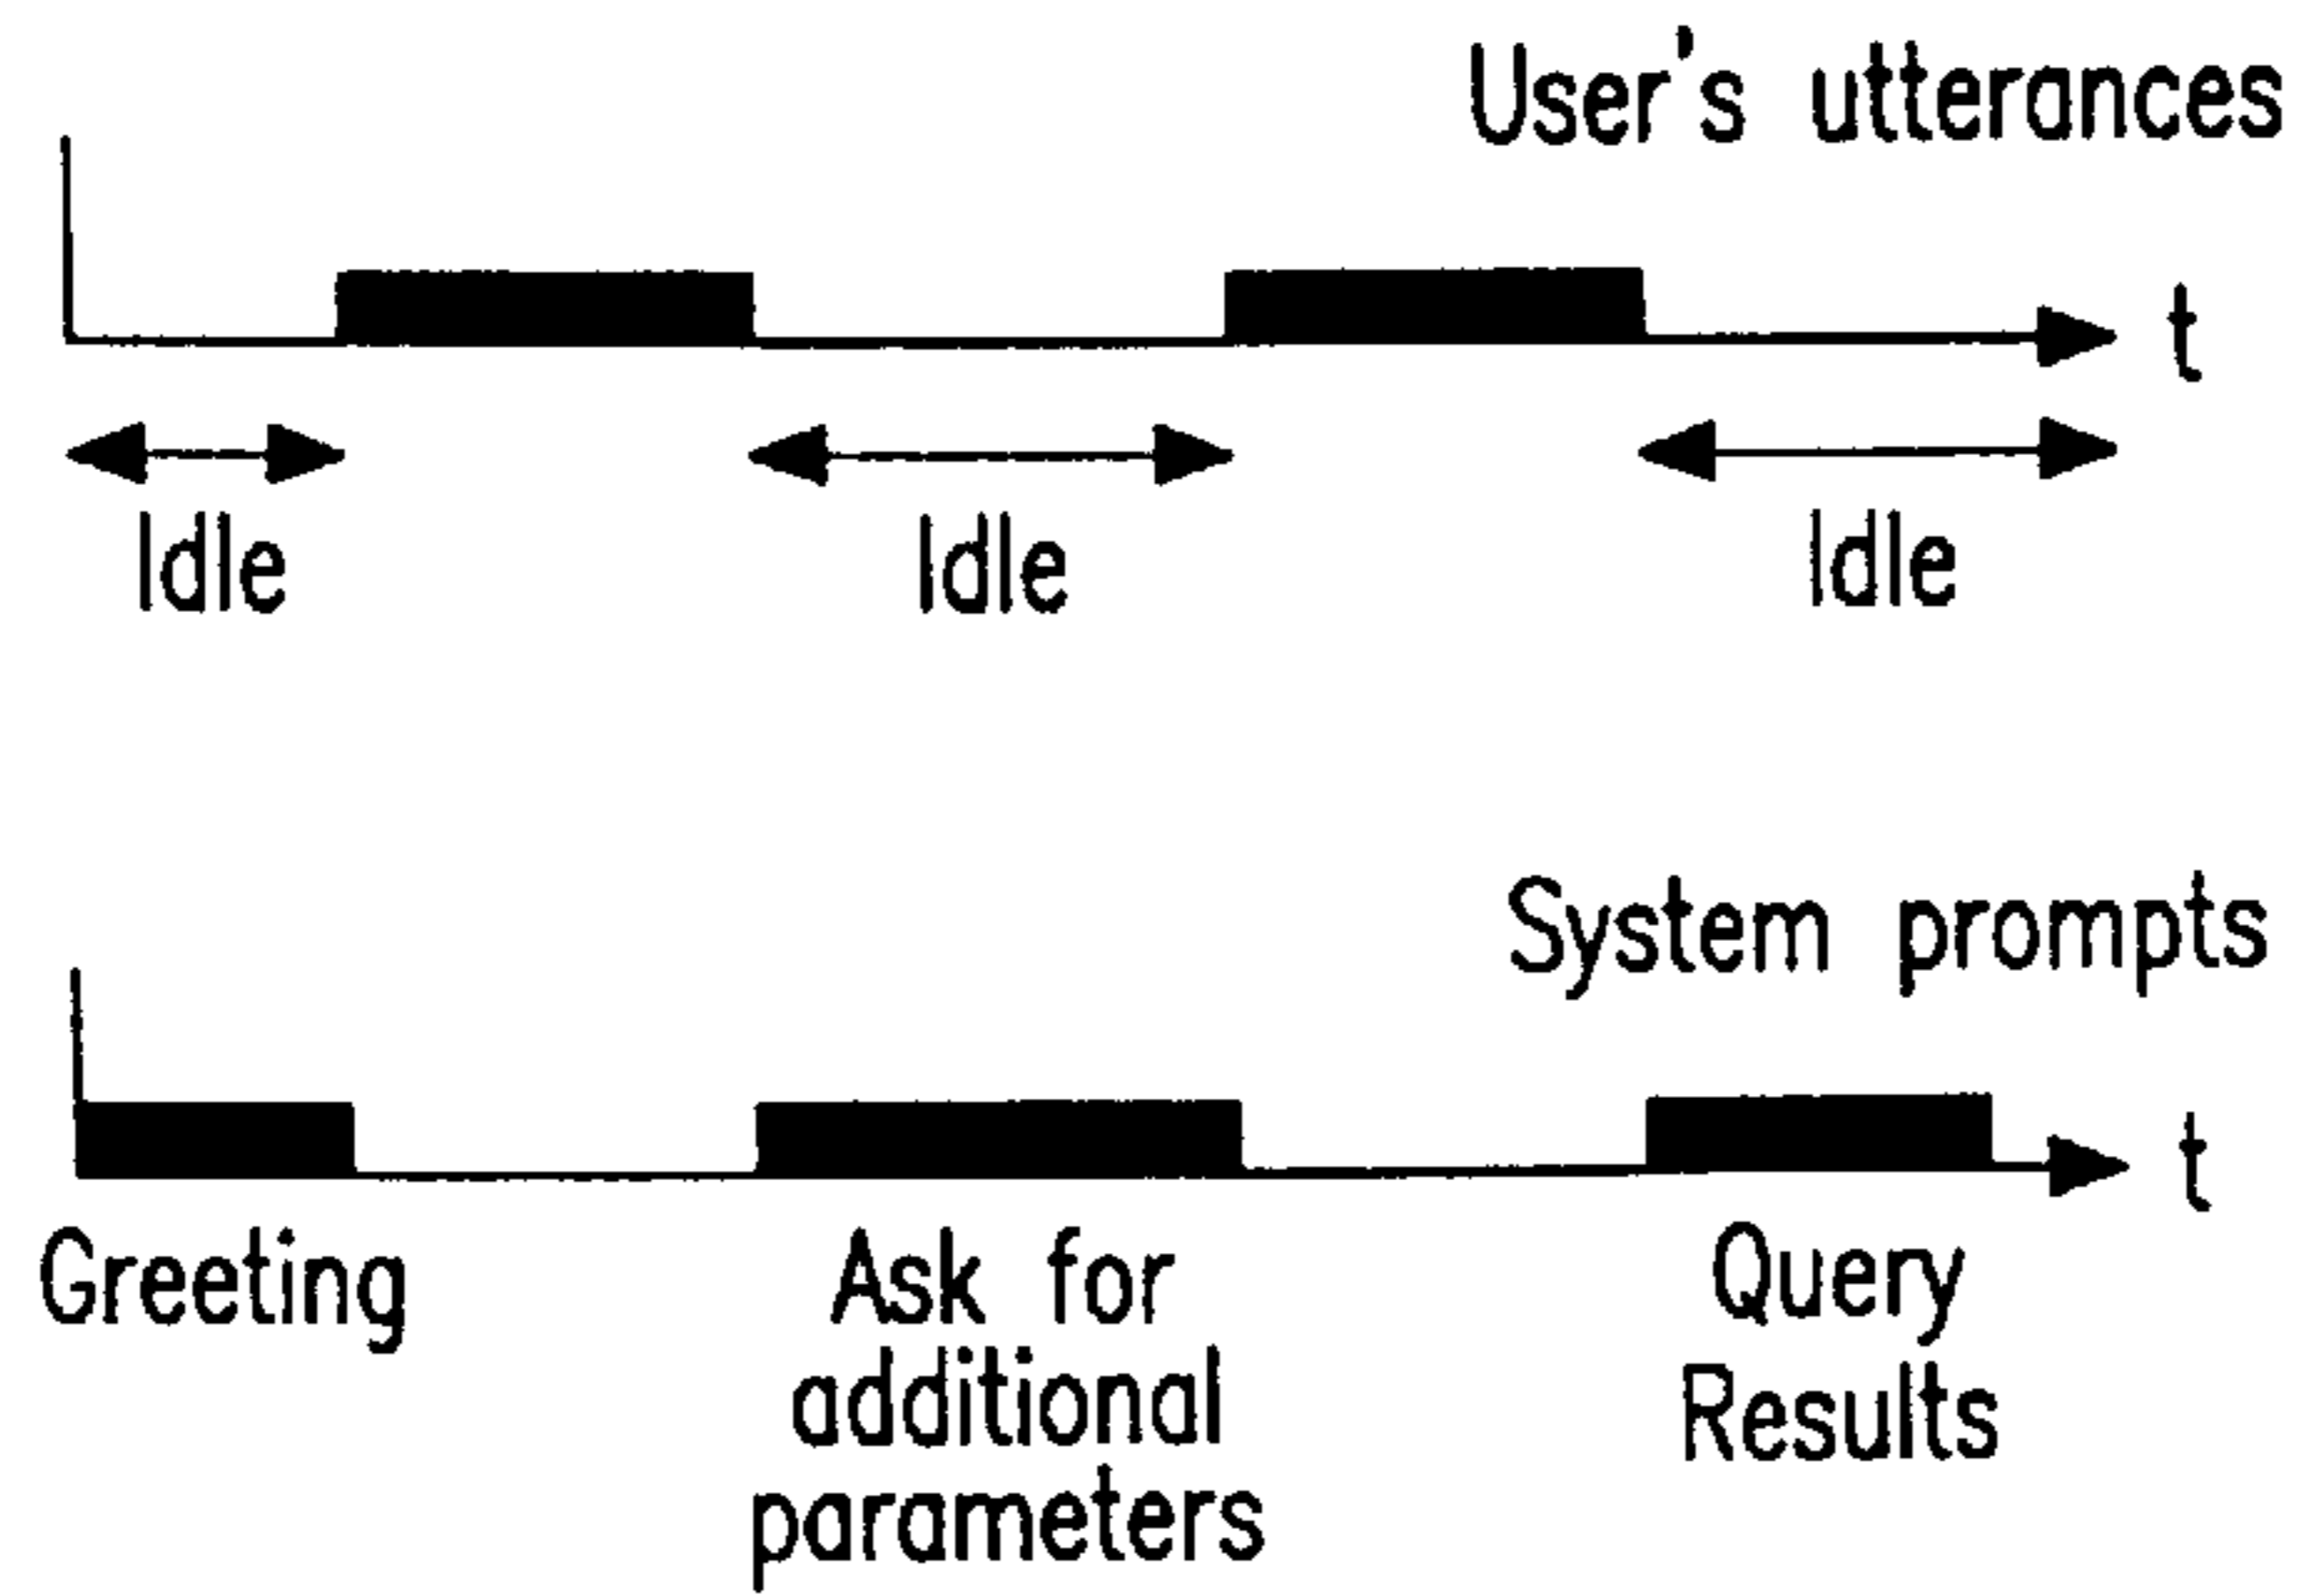 User's utterances
t
Idle
Idle
Idle
System prompts
t
Greeting
Ask for
additional
parameters
Query
Results